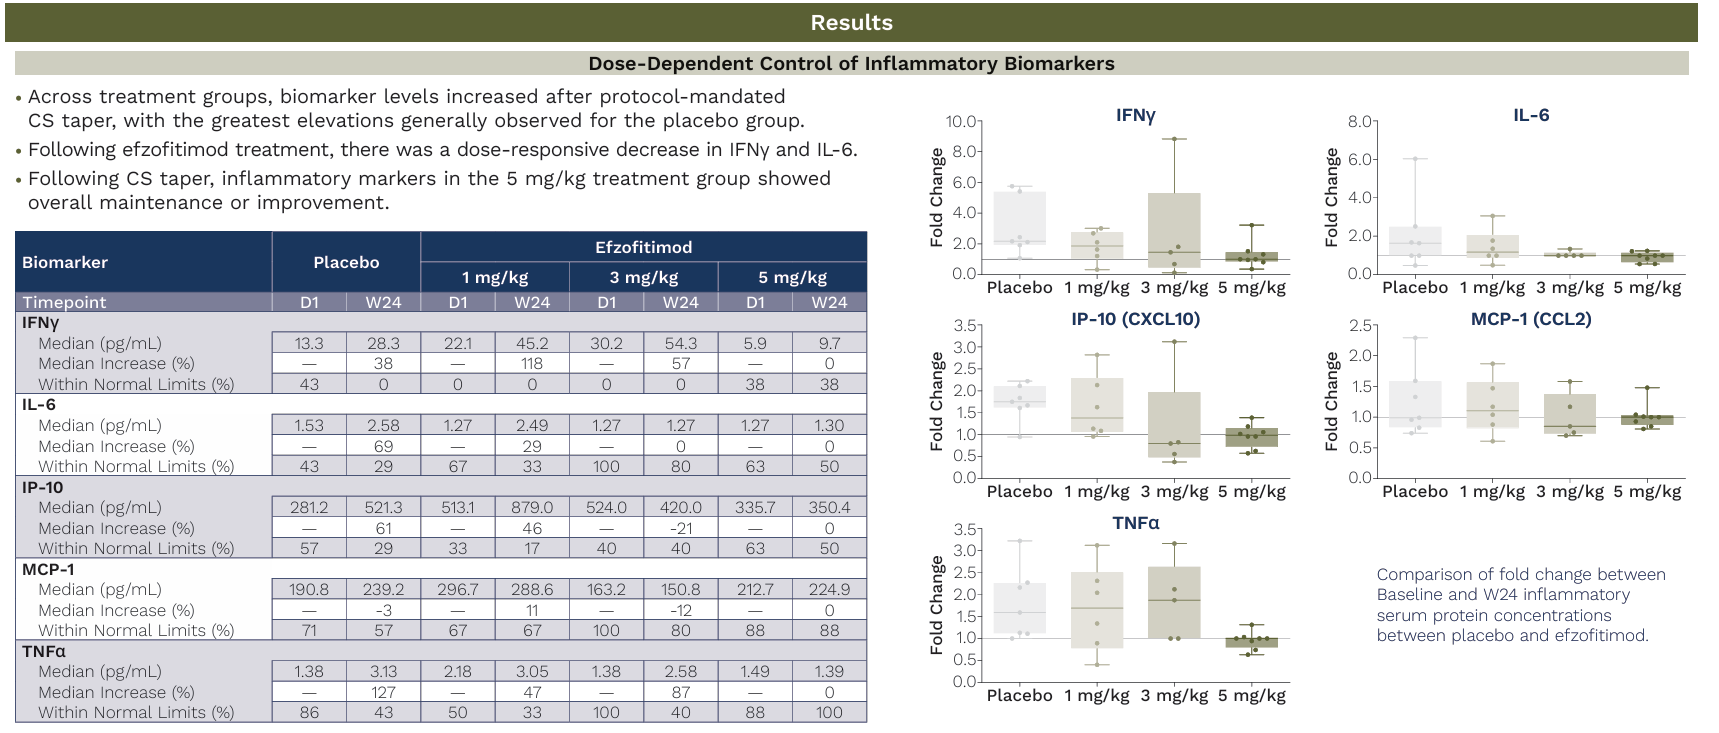 Results
Dose-Dependent Control of Inflammatory Biomarkers
• Across treatment groups, biomarker levels increased after protocol-mandated
CS taper, with the greatest elevations generally observed for the placebo group.
• Following efzofitimod treatment, there was a dose-responsive decrease in IFNγ and IL-6.
• Following CS taper, inflammatory markers in the 5 mg/kg treatment group showed
overall maintenance or improvement.
Biomarker Placebo Efzofitimod
1 mg/kg 3 mg/kg 5 mg/kg
Timepoint D1 W24 D1 W24 D1 W24 D1 W24
IFNγ
Median (pg/mL) 13.3 28.3 22.1 45.2 30.2 54.3 5.9 9.7
Median Increase (%) — 38 — 118 — 57 — 0
Within Normal Limits (%) 43 0 0 0 0 0 38 38
IL-6
Median (pg/mL) 1.53 2.58 1.27 2.49 1.27 1.27 1.27 1.30
Median Increase (%) — 69 — 29 — 0 — 0
Within Normal Limits (%) 43 29 67 33 100 80 63 50
IP-10
Median (pg/mL) 281.2 521.3 513.1 879.0 524.0 420.0 335.7 350.4
Median Increase (%) — 61 — 46 — -21 — 0
Within Normal Limits (%) 57 29 33 17 40 40 63 50
MCP-1
Median (pg/mL) 190.8 239.2 296.7 288.6 163.2 150.8 212.7 224.9
Median Increase (%) — -3 — 11 — -12 — 0
Within Normal Limits (%) 71 57 67 67 100 80 88 88
TNFα
Median (pg/mL) 1.38 3.13 2.18 3.05 1.38 2.58 1.49 1.39
Median Increase (%) — 127 — 47 — 87 — 0
Within Normal Limits (%) 86 43 50 33 100 40 88 100
IFNγ
Fold Change
10.0
8.0
6.0
4.0
2.0
0.0
Placebo 1 mg/kg 3 mg/kg 5 mg/kg
IL-6
Fold Change
8.0
6.0
4.0
2.0
0.0
Placebo 1 mg/kg 3 mg/kg 5 mg/kg
IP-10 (CXCL10)
Fold Change
3.5
3.0
2.5
2.0
1.5
1.0
0.5
0.0
Placebo 1 mg/kg 3 mg/kg 5 mg/kg
MCP-1 (CCL2)
Fold Change
2.5
2.0
1.5
1.0
0.5
0.0
Placebo 1 mg/kg 3 mg/kg 5 mg/kg
TNFα
Fold Change
3.5
3.0
2.5
2.0
1.5
1.0
0.5
0.0
Placebo 1 mg/kg 3 mg/kg 5 mg/kg
Comparison of fold change between
Baseline and W24 inflammatory
serum protein concentrations
between placebo and efzofitimod.